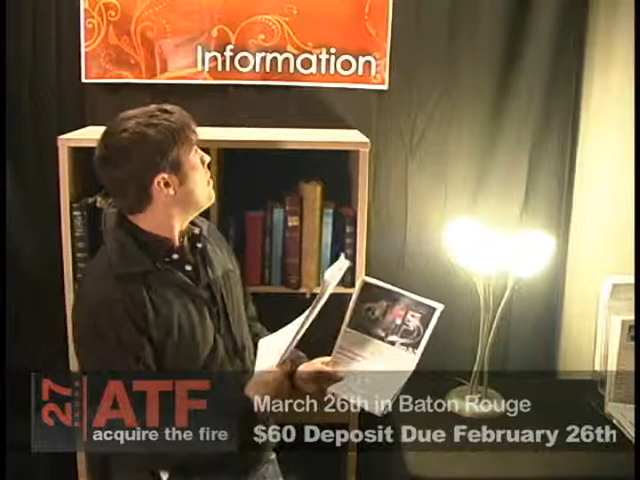 Information
27
ATF
acquire the fire
March 26th in Baton Rouge
$60 Deposit Due February 26th